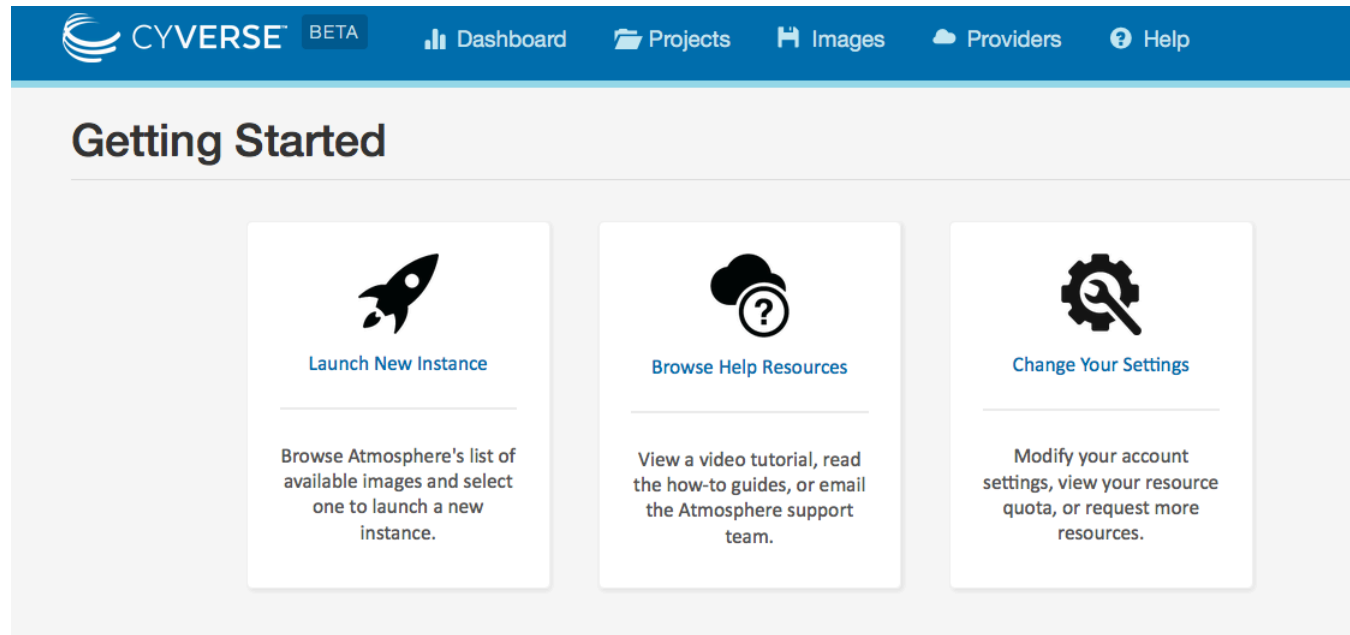 CYVERSE™ BETA Dashboard Projects Images Providers Help
Getting Started
Launch New Instance
Browse Atmosphere's list of
available images and select
one to launch a new
instance.
Browse Help Resources
View a video tutorial, read
the how-to guides, or email
the Atmosphere support
team.
Change Your Settings
Modify your account
settings, view your resource
quota, or request more
resources.